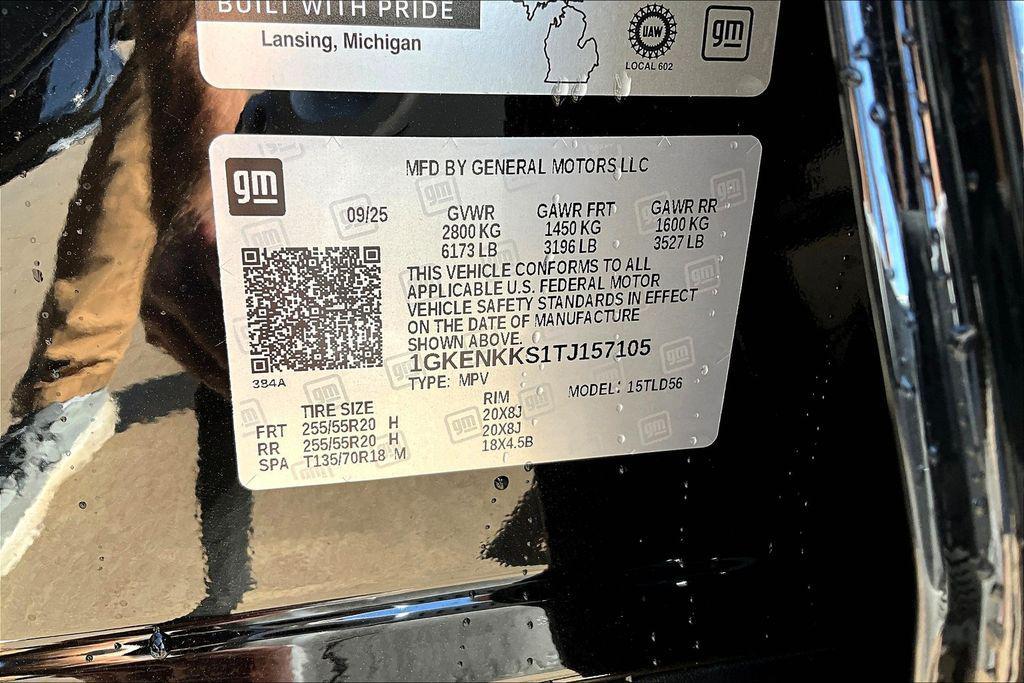 BUILT WITH PRIDE
Lansing, Michigan
UAW
LOCAL 602
gm
gm
MFD BY GENERAL MOTORS LLC
09/25
GVWR GAWR FRT GAWR RR
2800 KG 1450 KG 1600 KG
6173 LB 3196 LB 3527 LB
THIS VEHICLE CONFORMS TO ALL
APPLICABLE U.S. FEDERAL MOTOR
VEHICLE SAFETY STANDARDS IN EFFECT
ON THE DATE OF MANUFACTURE
SHOWN ABOVE.
1GKENKKS1TJ157105
TYPE: MPV MODEL: 15TLD56
384A
TIRE SIZE RIM
FRT 255/55R20 H 20X8J
RR 255/55R20 H 20X8J
SPA T135/70R18 M 18X4.5B